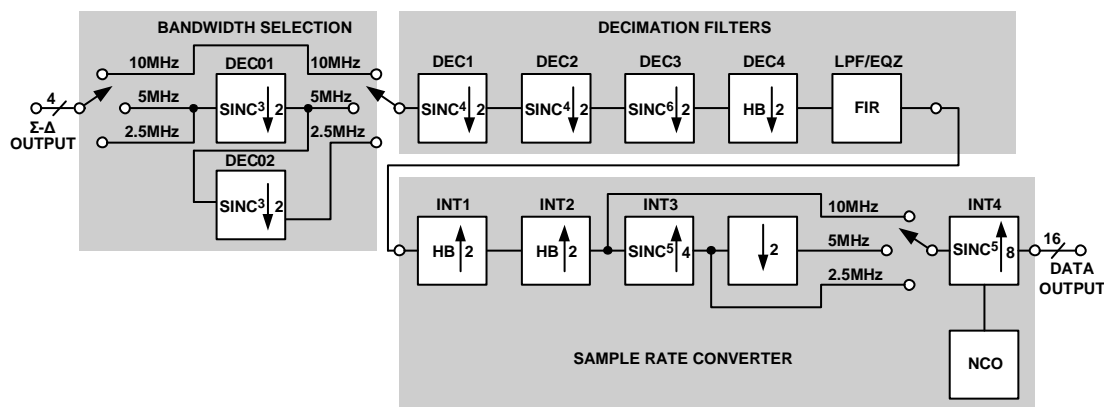 BANDWIDTH SELECTION
DECIMATION FILTERS
10MHz
DEC01
10MHz
DEC1
DEC2
DEC3
DEC4
LPF/EQZ
4
5MHz
SINC3 2
5MHz
SINC4 2
SINC4 2
SINC6 2
HB 2
FIR
Σ-Δ
OUTPUT
2.5MHz
2.5MHz
DEC02
SINC3 2
INT1
INT2
INT3
10MHz
INT4
HB 2
HB 2
SINC5 4
2
5MHz
SINC5 8
16
DATA
OUTPUT
2.5MHz
SAMPLE RATE CONVERTER
NCO